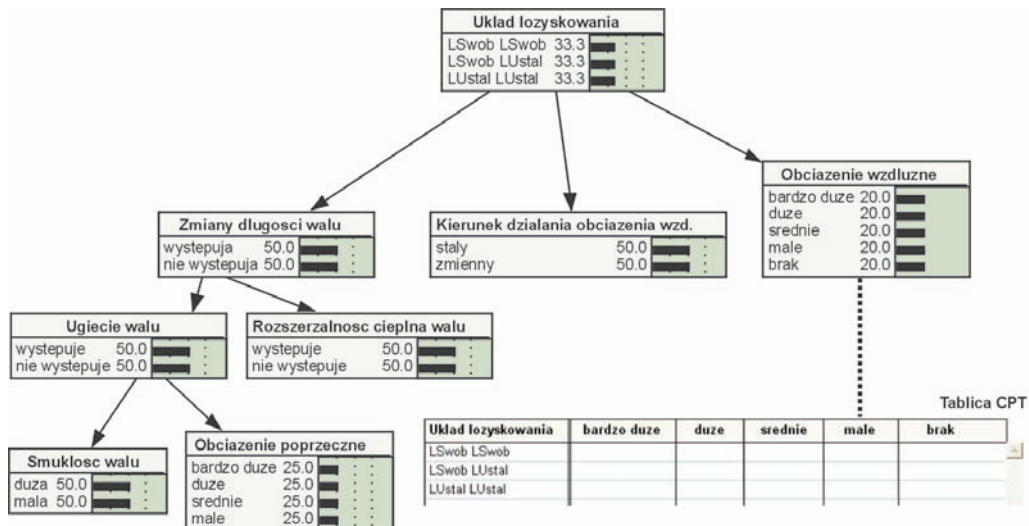 Uklad lozyskowania
LSwob LSwob 33.3
LSwob LUstal 33.3
LUstal LUstal 33.3
Obciazenie wzdluzne
bardzo duze 20.0
duze 20.0
srednie 20.0
male 20.0
brak 20.0
Zmiany dlugosci walu
wystepuja 50.0
nie wystepuja 50.0
Kierunek dzialania obciazenia wzd.
staly 50.0
zmienny 50.0
Ugiecie walu
wystepuje 50.0
nie wystepuje 50.0
Rozszerzalnosc cieplna walu
wystepuje 50.0
nie wystepuje 50.0
Smuklosc walu
duza 50.0
mala 50.0
Obciazenie poprzeczne
bardzo duze 25.0
duze 25.0
srednie 25.0
male 25.0
Tablica CPT
Uklad lozyskowania bardzo duze duze srednie male brak
LSwob LSwob
LSwob LUstal
LUstal LUstal